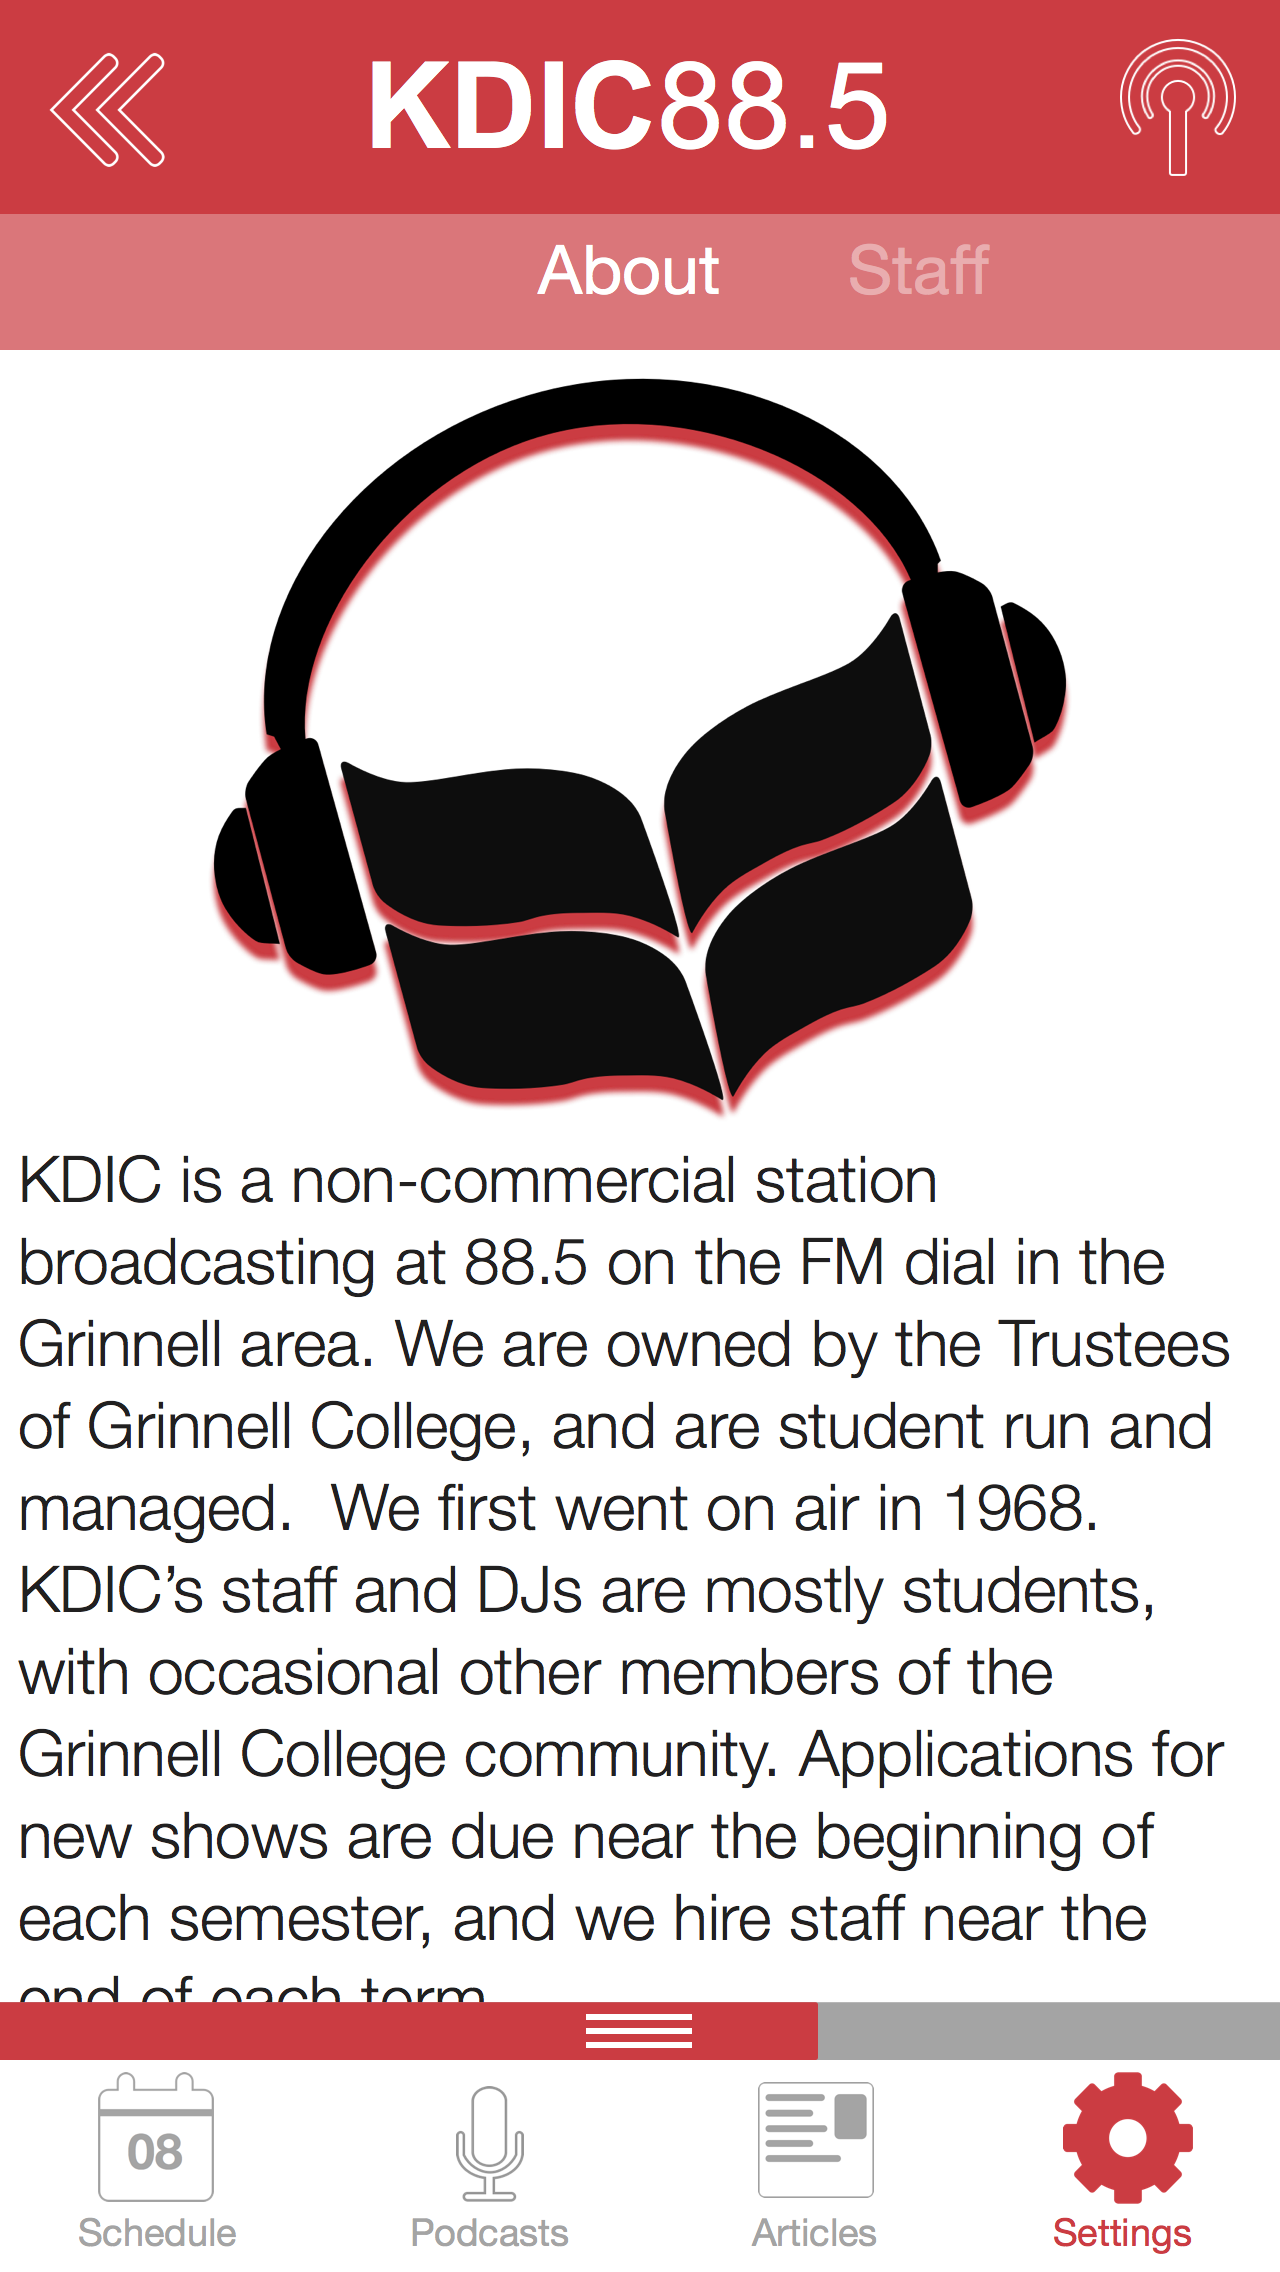 KDIC88.5
About Staff
KDIC is a non-commercial station
broadcasting at 88.5 on the FM dial in the
Grinnell area. We are owned by the Trustees
of Grinnell College, and are student run and
managed.  We first went on air in 1968.
KDIC’s staff and DJs are mostly students,
with occasional other members of the
Grinnell College community. Applications for
new shows are due near the beginning of
each semester, and we hire staff near the
end of each term
08
Schedule Podcasts Articles Settings